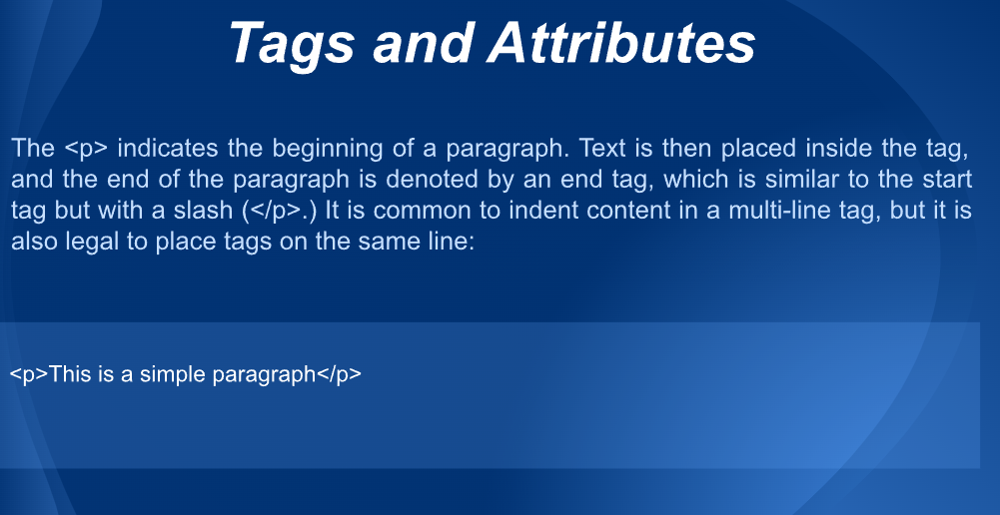 Tags and Attributes
The <p> indicates the beginning of a paragraph. Text is then placed inside the tag,
and the end of the paragraph is denoted by an end tag, which is similar to the start
tag but with a slash (</p>.) It is common to indent content in a multi-line tag, but it is
also legal to place tags on the same line:
<p>This is a simple paragraph</p>